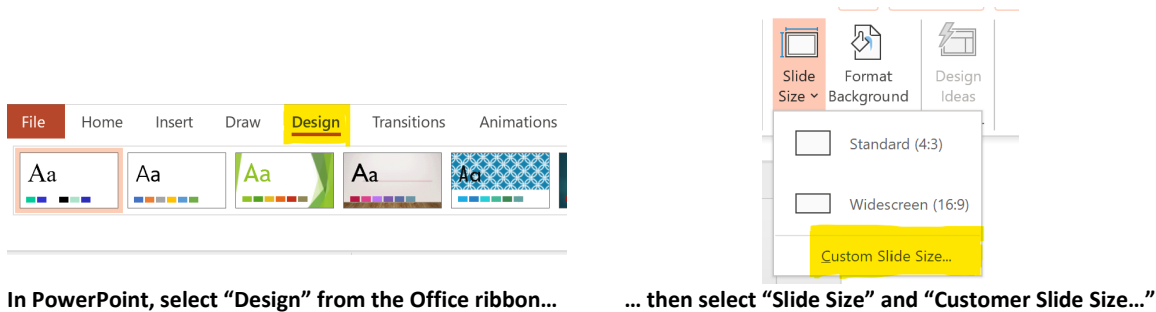 File Home Insert Draw Design Transitions Animations
Aa Aa Aa Aa Aa
In PowerPoint, select “Design” from the Office ribbon…
Slide Size Format Background Design Ideas
Standard (4:3)
Widescreen (16:9)
Custom Slide Size...
… then select “Slide Size” and “Customer Slide Size…”